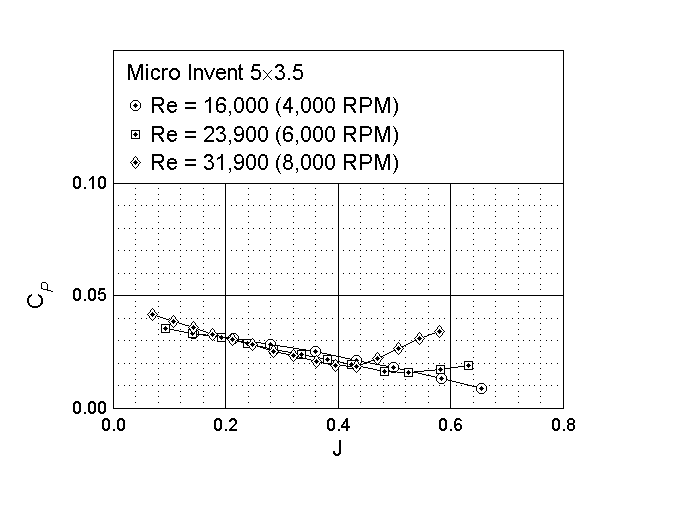 Micro Invent 5×3.5
Re = 16,000 (4,000 RPM)
Re = 23,900 (6,000 RPM)
Re = 31,900 (8,000 RPM)
0.10
0.05
0.00
C_P
0.0 0.2 0.4 0.6 0.8
J